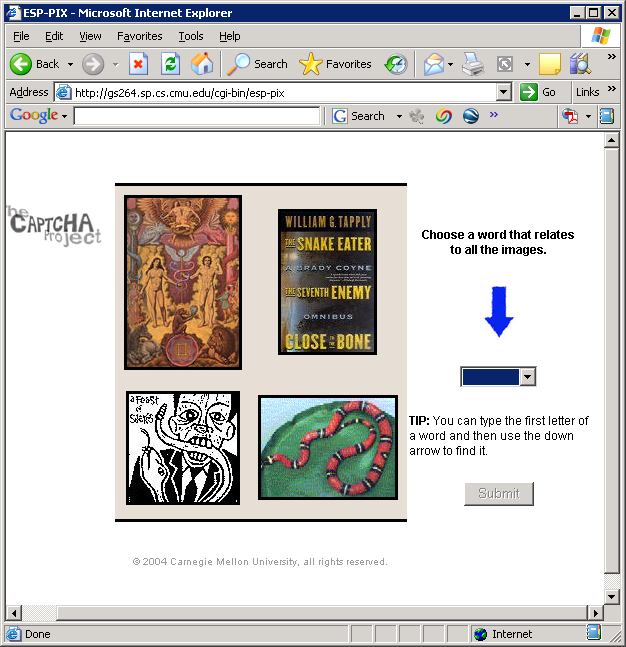 ESP-PIX - Microsoft Internet Explorer
File Edit View Favorites Tools Help
Back Search Favorites
Address http://gs264.sp.cs.cmu.edu/cgi-bin/esp-pix Go Links
Google Search
The
CAPTCHA
Project
WILLIAM G. TAPPLY
THE SNAKE EATER
A BRADY COYNE
THE SEVENTH ENEMY
OMNIBUS
CLOSE TO THE BONE
a Feast
of
Snakes
Choose a word that relates
to all the images.
TIP: You can type the first letter of
a word and then use the down
arrow to find it.
Submit
© 2004 Carnegie Mellon University, all rights reserved.
Done Internet